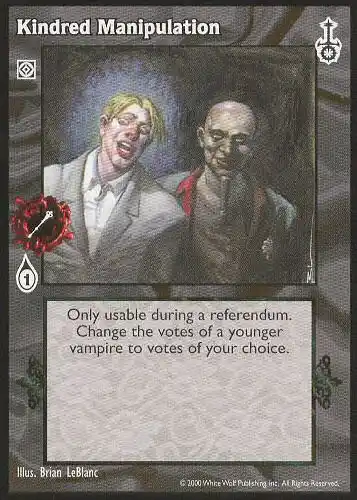 Kindred Manipulation
1
Only usable during a referendum.
Change the votes of a younger
vampire to votes of your choice.
Illus. Brian LeBlanc
© 2000 White Wolf Publishing Inc. All Rights Reserved.